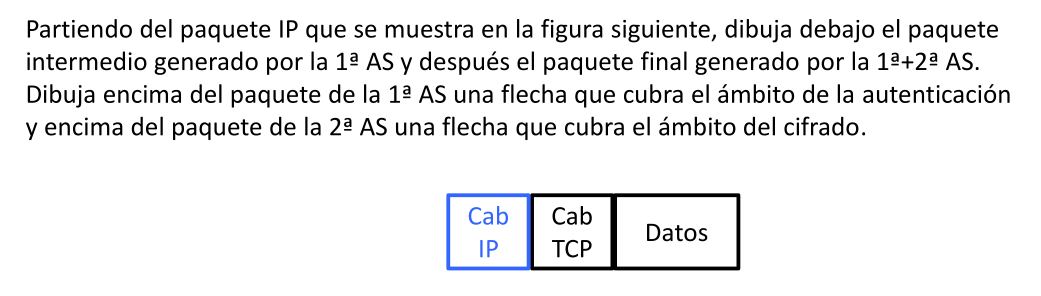 Partiendo del paquete IP que se muestra en la figura siguiente, dibuja debajo el paquete
intermedio generado por la 1ª AS y después el paquete final generado por la 1ª+2ª AS.
Dibuja encima del paquete de la 1ª AS una flecha que cubra el ámbito de la autenticación
y encima del paquete de la 2ª AS una flecha que cubra el ámbito del cifrado.
Cab
IP
Cab
TCP
Datos